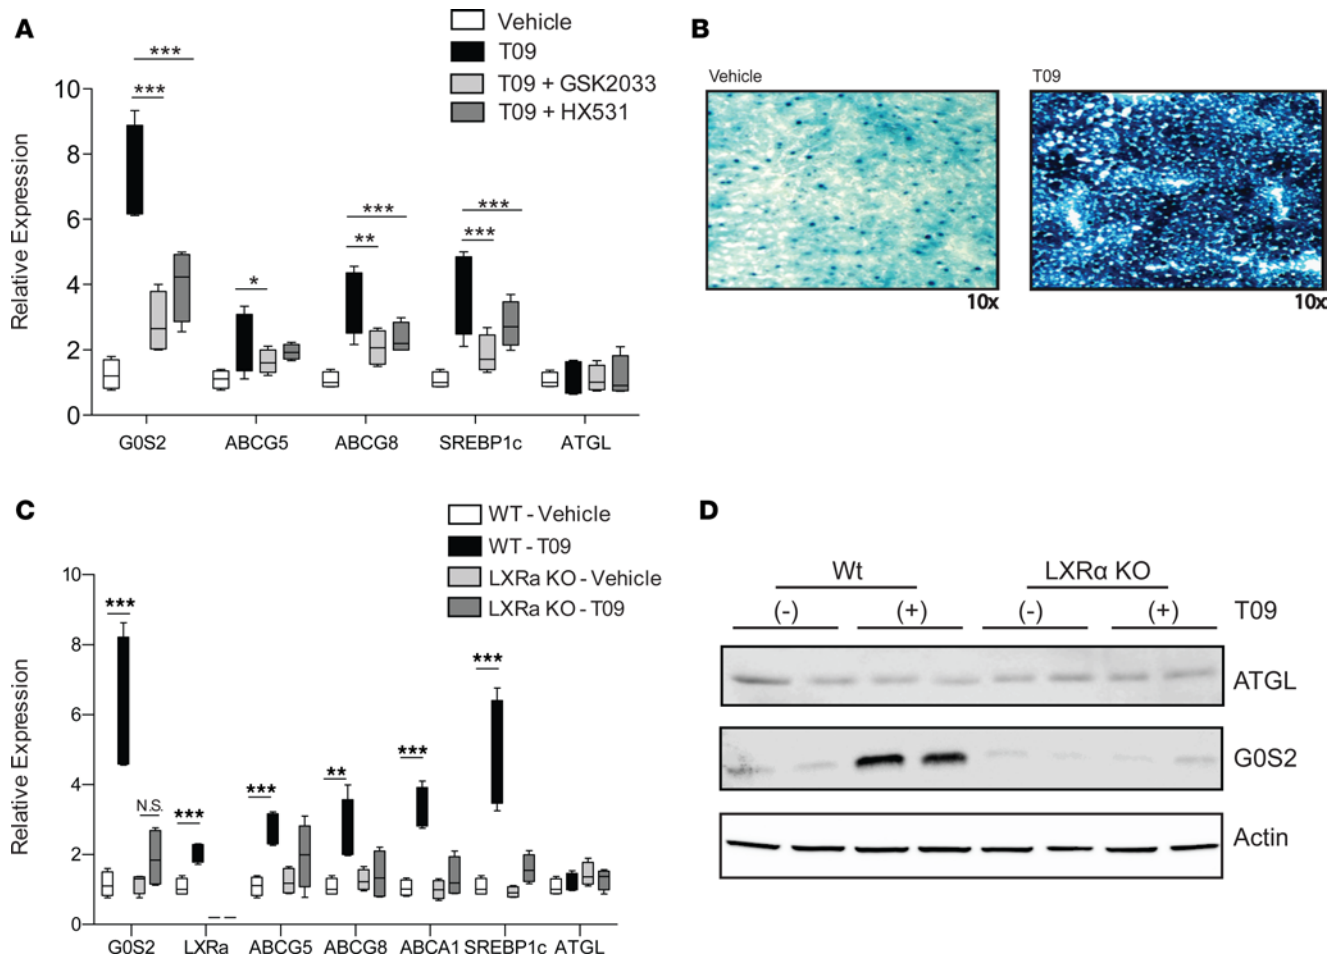 A
Vehicle
T09
T09 + GSK2033
T09 + HX531
***
***
*
**
***
***
***
10
8
6
4
2
0
Relative Expression
G0S2 ABCG5 ABCG8 SREBP1c ATGL
B
Vehicle T09
10x 10x
C
WT - Vehicle
WT - T09
LXRa KO - Vehicle
LXRa KO - T09
10
8
6
4
2
0
Relative Expression
***
N.S.
***
***
**
***
***
G0S2 LXRa ABCG5 ABCG8 ABCA1 SREBP1c ATGL
D
Wt LXRα KO
(-) (+) (-) (+) T09
ATGL
G0S2
Actin